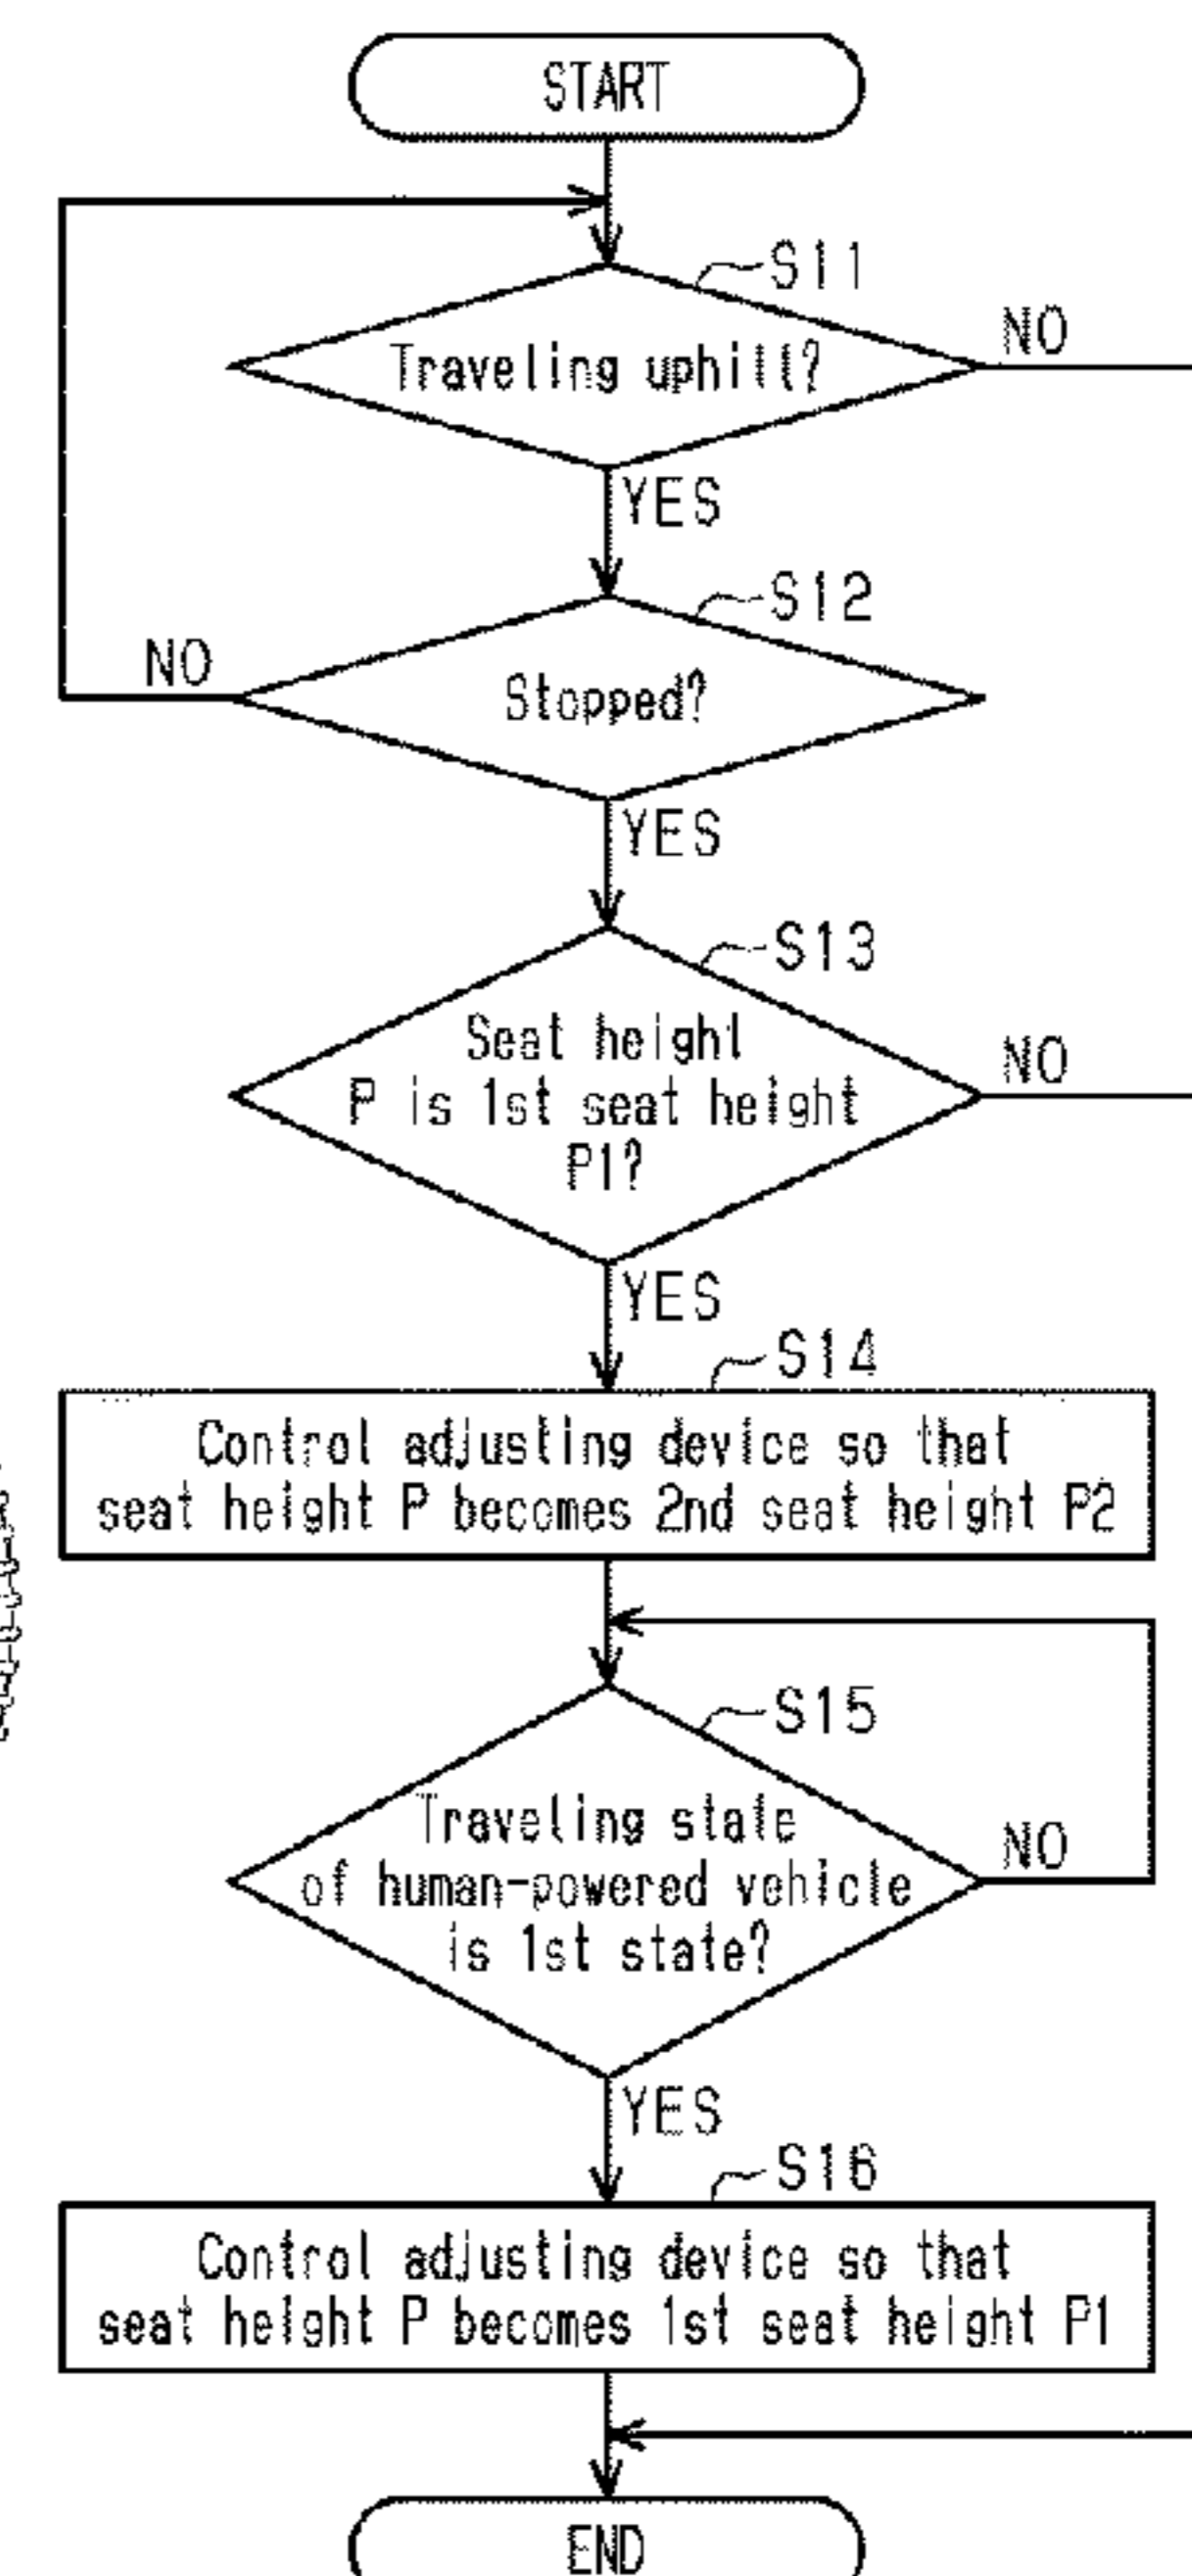 START
S11
Traveling uphill?
NO
YES
S12
NO
Stopped?
YES
S13
Seat height
P is 1st seat height
P1?
NO
YES
S14
Control adjusting device so that
seat height P becomes 2nd seat height P2
S15
Traveling state
of human-powered vehicle
is 1st state?
NO
YES
S16
Control adjusting device so that
seat height P becomes 1st seat height P1
END